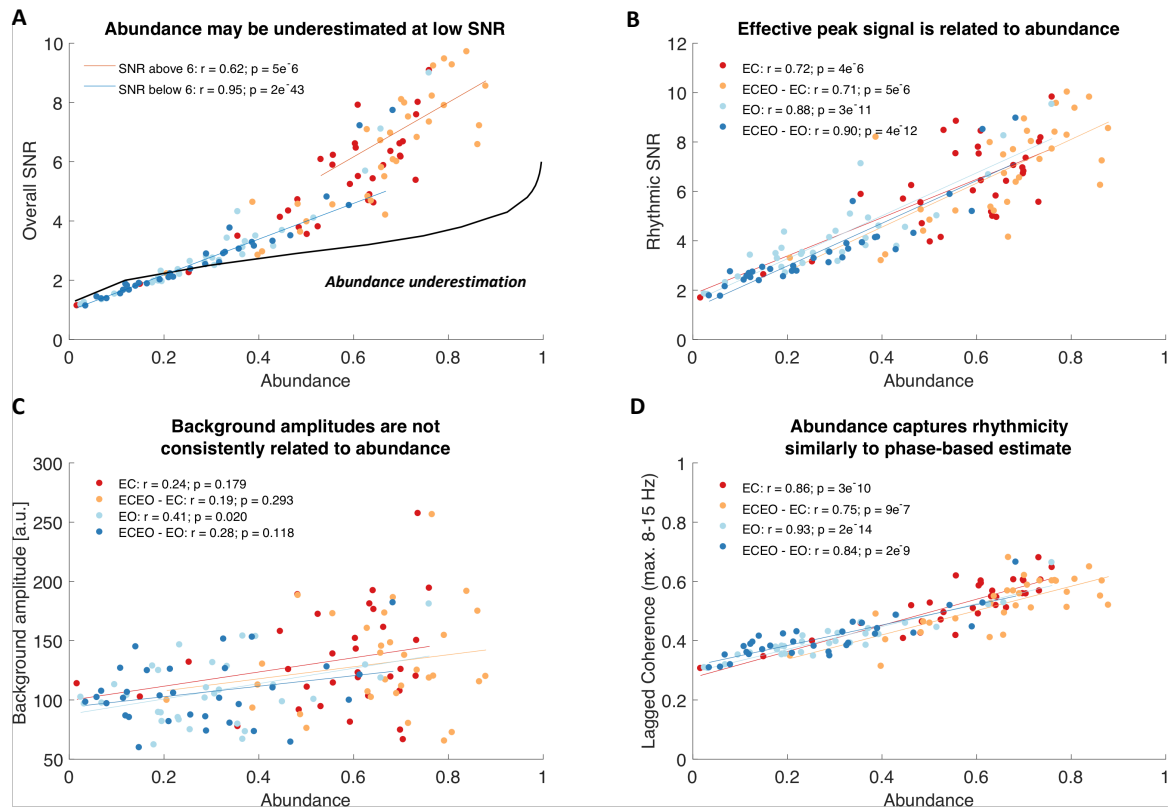 A
Abundance may be underestimated at low SNR
SNR above 6: r = 0.62; p = 5e-6
SNR below 6: r = 0.95; p = 2e-43
Overall SNR
10
8
6
4
2
0
0 0.2 0.4 0.6 0.8 1
Abundance underestimation
Abundance
B
Effective peak signal is related to abundance
EC: r = 0.72; p = 4e-6
ECEO - EC: r = 0.71; p = 5e-6
EO: r = 0.88; p = 3e-11
ECEO - EO: r = 0.90; p = 4e-12
Rhythmic SNR
12
10
8
6
4
2
0
0 0.2 0.4 0.6 0.8 1
Abundance
C
Background amplitudes are not
consistently related to abundance
EC: r = 0.24; p = 0.179
ECEO - EC: r = 0.19; p = 0.293
EO: r = 0.41; p = 0.020
ECEO - EO: r = 0.28; p = 0.118
Background amplitude [a.u.]
300
250
200
150
100
50
0 0.2 0.4 0.6 0.8 1
Abundance
D
Abundance captures rhythmicity
similarly to phase-based estimate
EC: r = 0.86; p = 3e-10
ECEO - EC: r = 0.75; p = 9e-7
EO: r = 0.93; p = 2e-14
ECEO - EO: r = 0.84; p = 2e-9
Lagged Coherence (max. 8-15 Hz)
1
0.8
0.6
0.4
0.2
0
0 0.2 0.4 0.6 0.8 1
Abundance